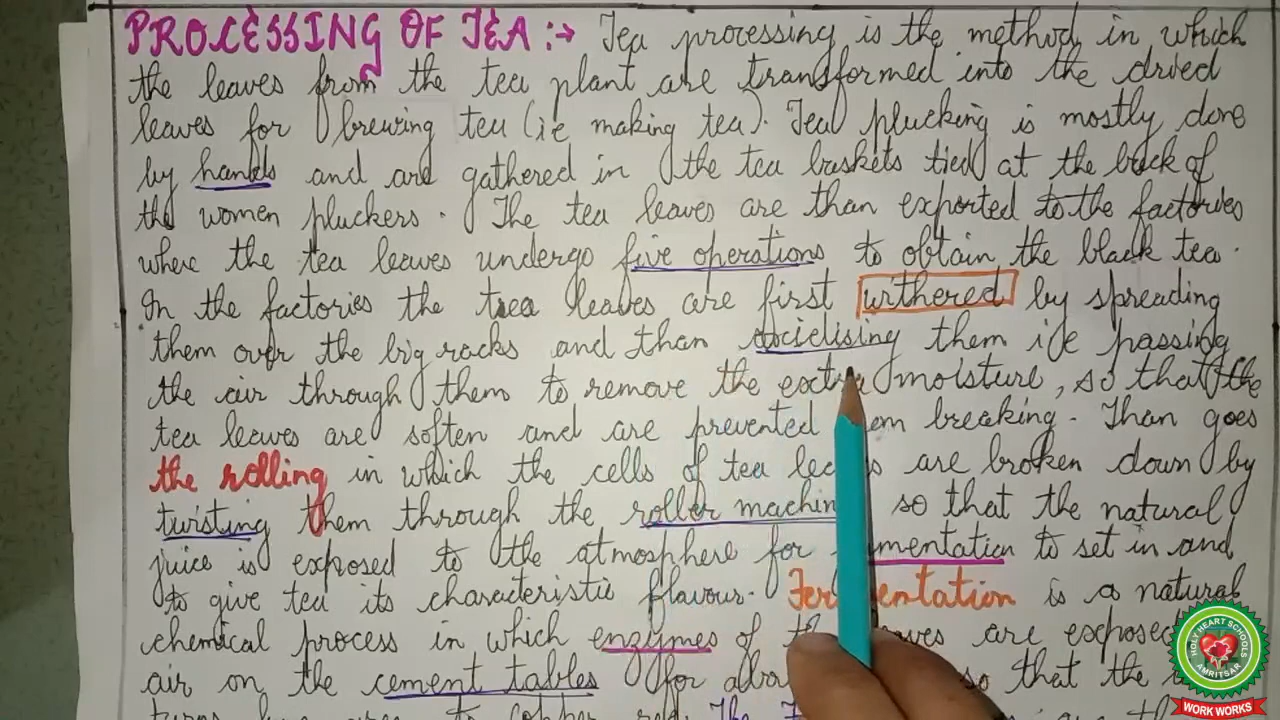 PROCESSING OF TEA :→ Tea processing is the method in which
the leaves from the tea plant are transformed into the dried
leaves for brewing tea (ie making tea). Tea plucking is mostly done
by hands and are gathered in the tea baskets tied at the back of
the women pluckers. The tea leaves are than exported to the factories
where the tea leaves undergo five operations to obtain the black tea.
In the factories the tea leaves are first withered by spreading
them over the big racks and than them i e passing
the air through them to remove the extra moisture, so that the
tea leaves are soften and are prevented breaking. Than goes
the rolling in which the cells of tea are broken down by
twisting them through the roller machin so that the natural
juice is exposed to the atmosphere for mentation to set in and
to give tea its characteristic flavour. Fermentation is a natural
chemical process in which enzymes of are exposed
air on the cement tables for so that the
to copper red. The
HOLY HEART SCHOOLS
AMRITSAR
WORK WORKS